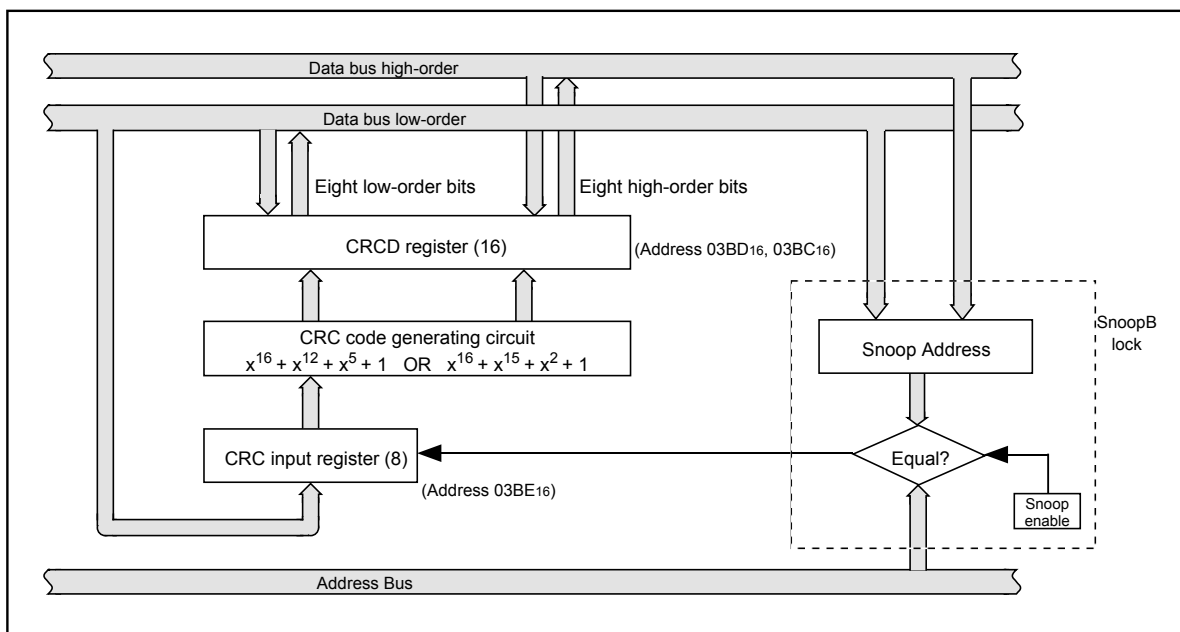 Data bus high-order
Data bus low-order
Eight low-order bits
Eight high-order bits
CRCD register (16)
(Address 03BD16, 03BC16)
CRC code generating circuit
x16 + x12 + x5 + 1 OR x16 + x15 + x2 + 1
SnoopB
lock
Snoop Address
CRC input register (8)
Equal?
(Address 03BE16)
Snoop
enable
Address Bus